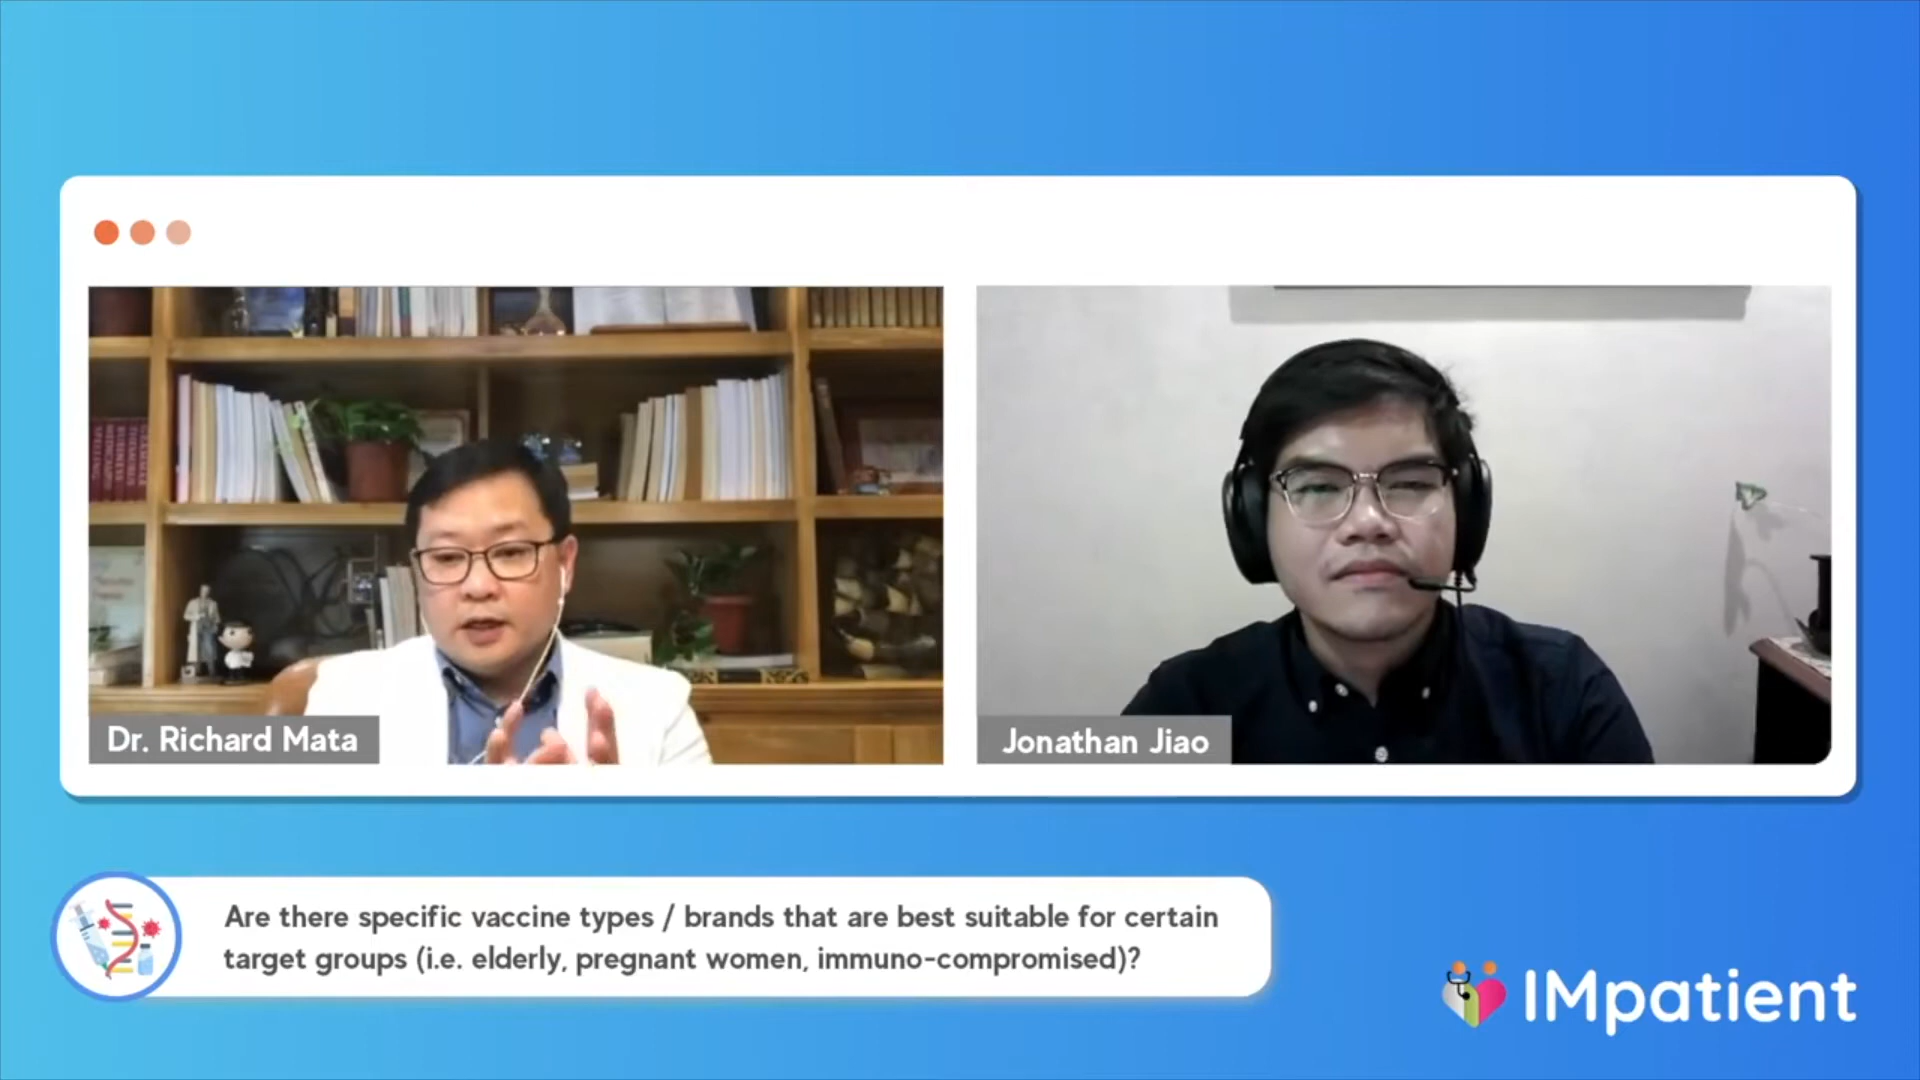 Dr. Richard Mata
Jonathan Jiao
Are there specific vaccine types / brands that are best suitable for certain
target groups (i.e. elderly, pregnant women, immuno-compromised)?
IMpatient